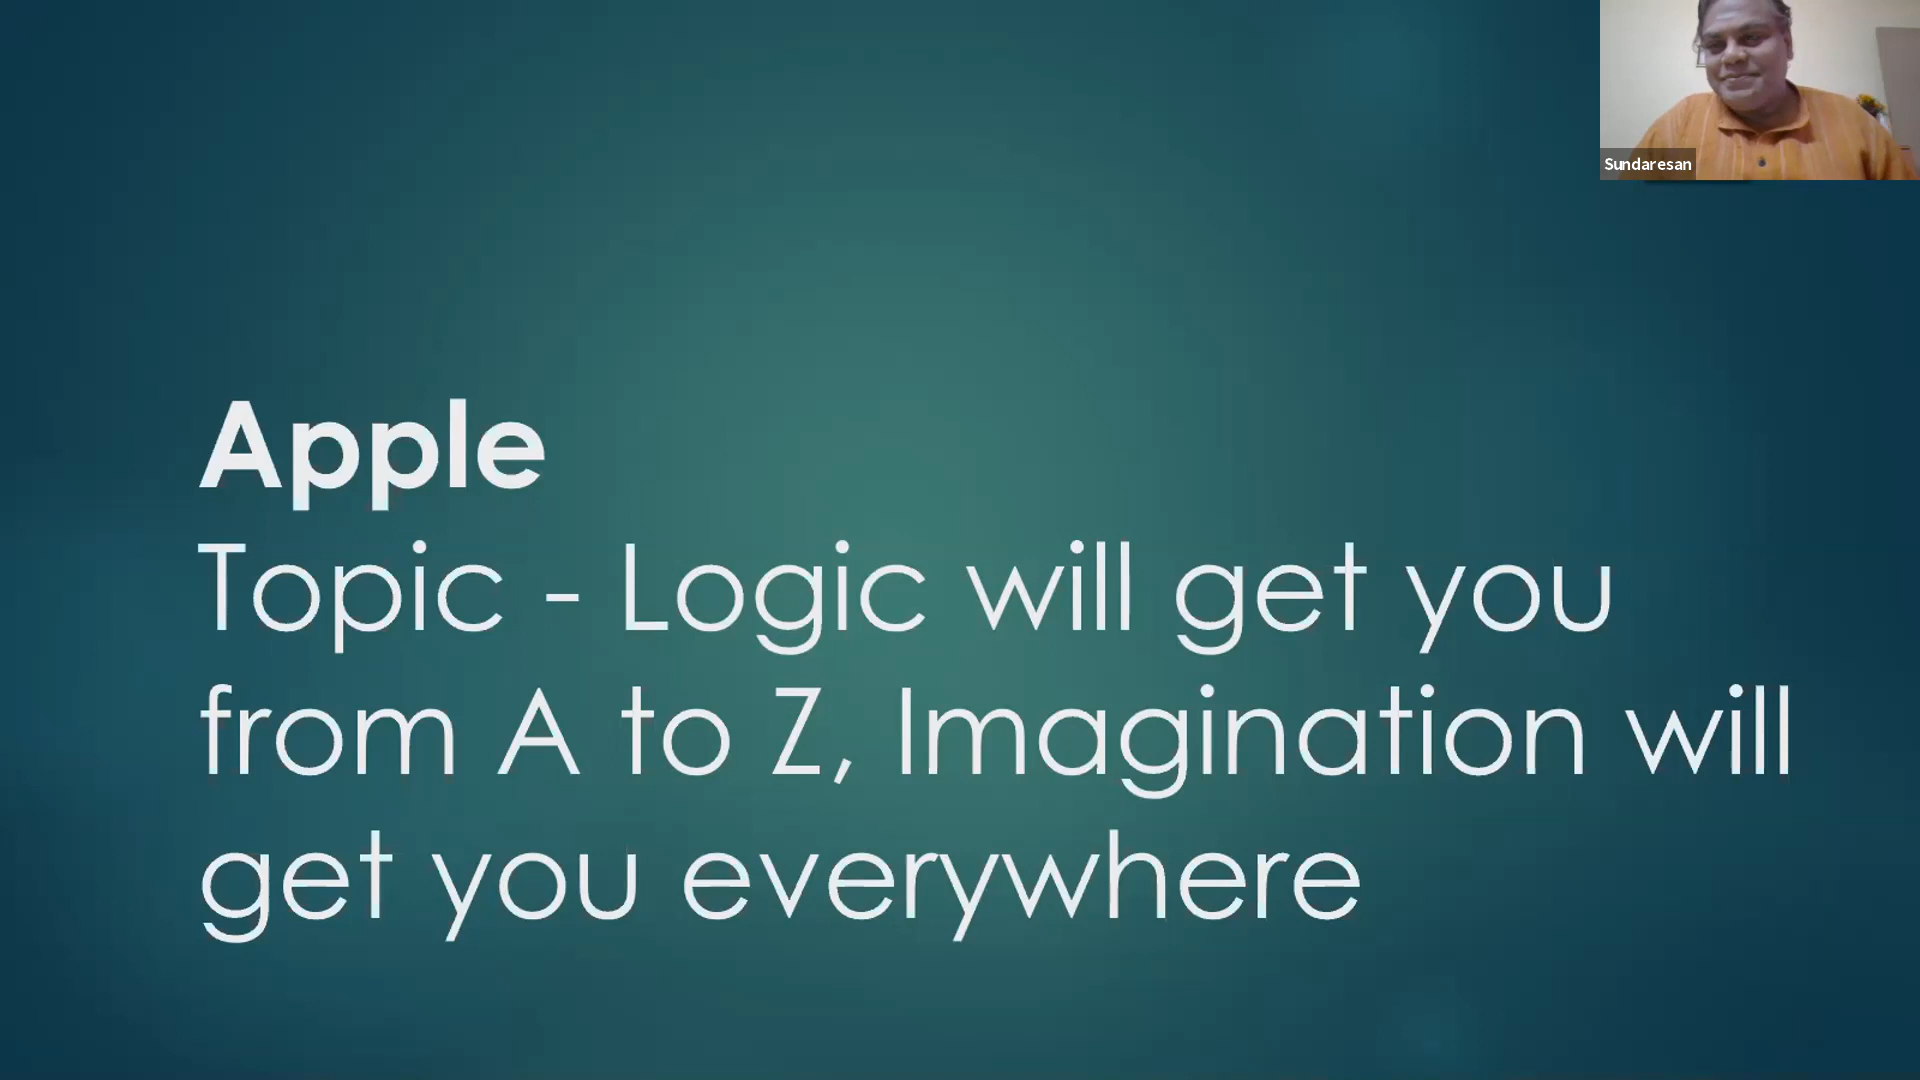 Sundaresan
Apple
Topic - Logic will get you
from A to Z, Imagination will
get you everywhere